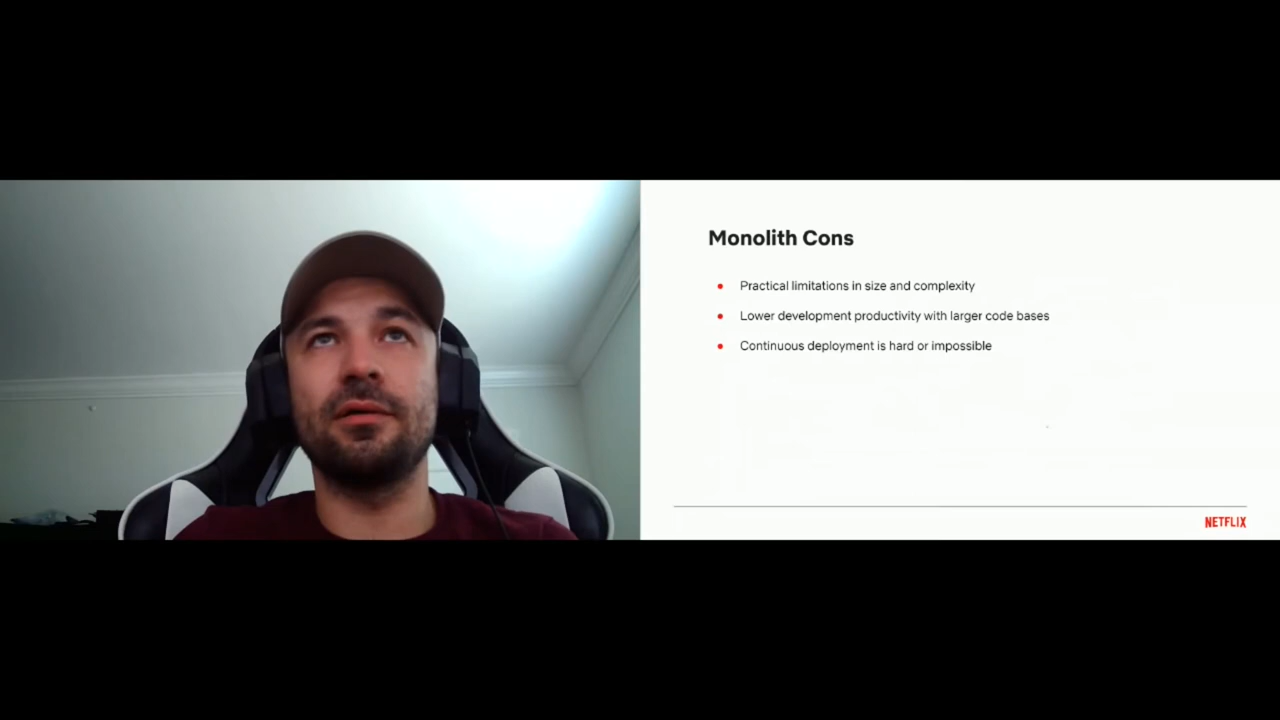 Monolith Cons
Practical limitations in size and complexity
Lower development productivity with larger code bases
Continuous deployment is hard or impossible
NETFLIX